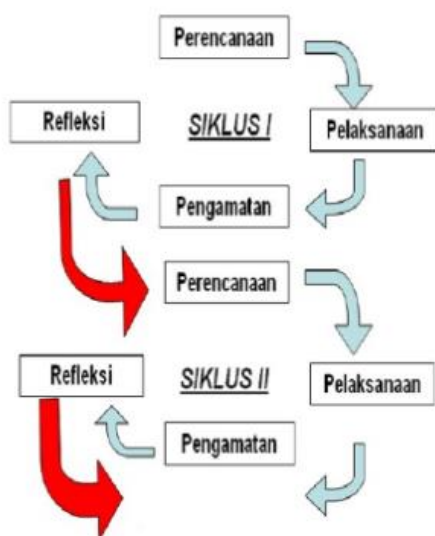 Perencanaan
Refleksi
SIKLUS I
Pelaksanaan
Pengamatan
Perencanaan
Refleksi
SIKLUS II
Pelaksanaan
Pengamatan